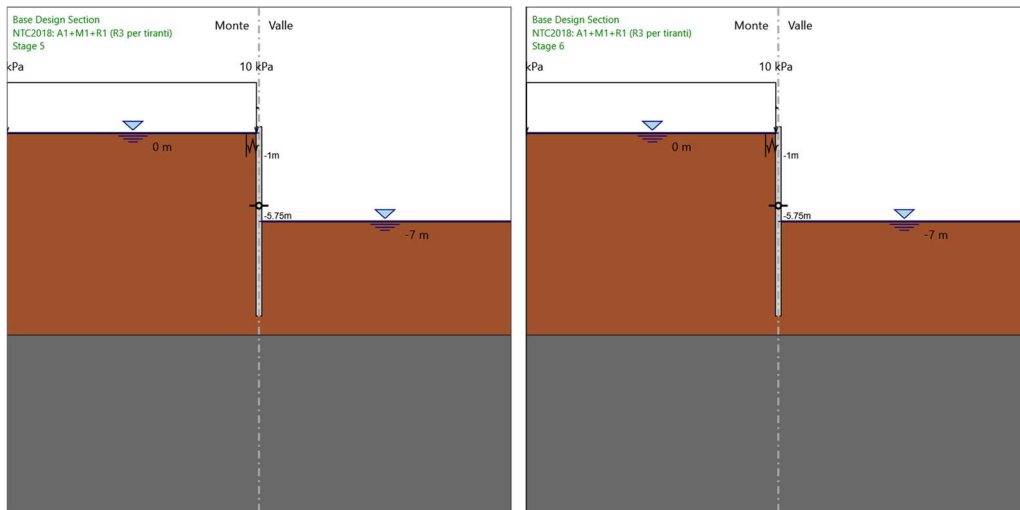 Base Design Section
NTC2018: A1+M1+R1 (R3 per tiranti)
Stage 5
Monte
Valle
kPa
10 kPa
0 m
-1m
-5.75m
-7 m
Base Design Section
NTC2018: A1+M1+R1 (R3 per tiranti)
Stage 6
Monte
Valle
kPa
10 kPa
0 m
-1m
-5.75m
-7 m